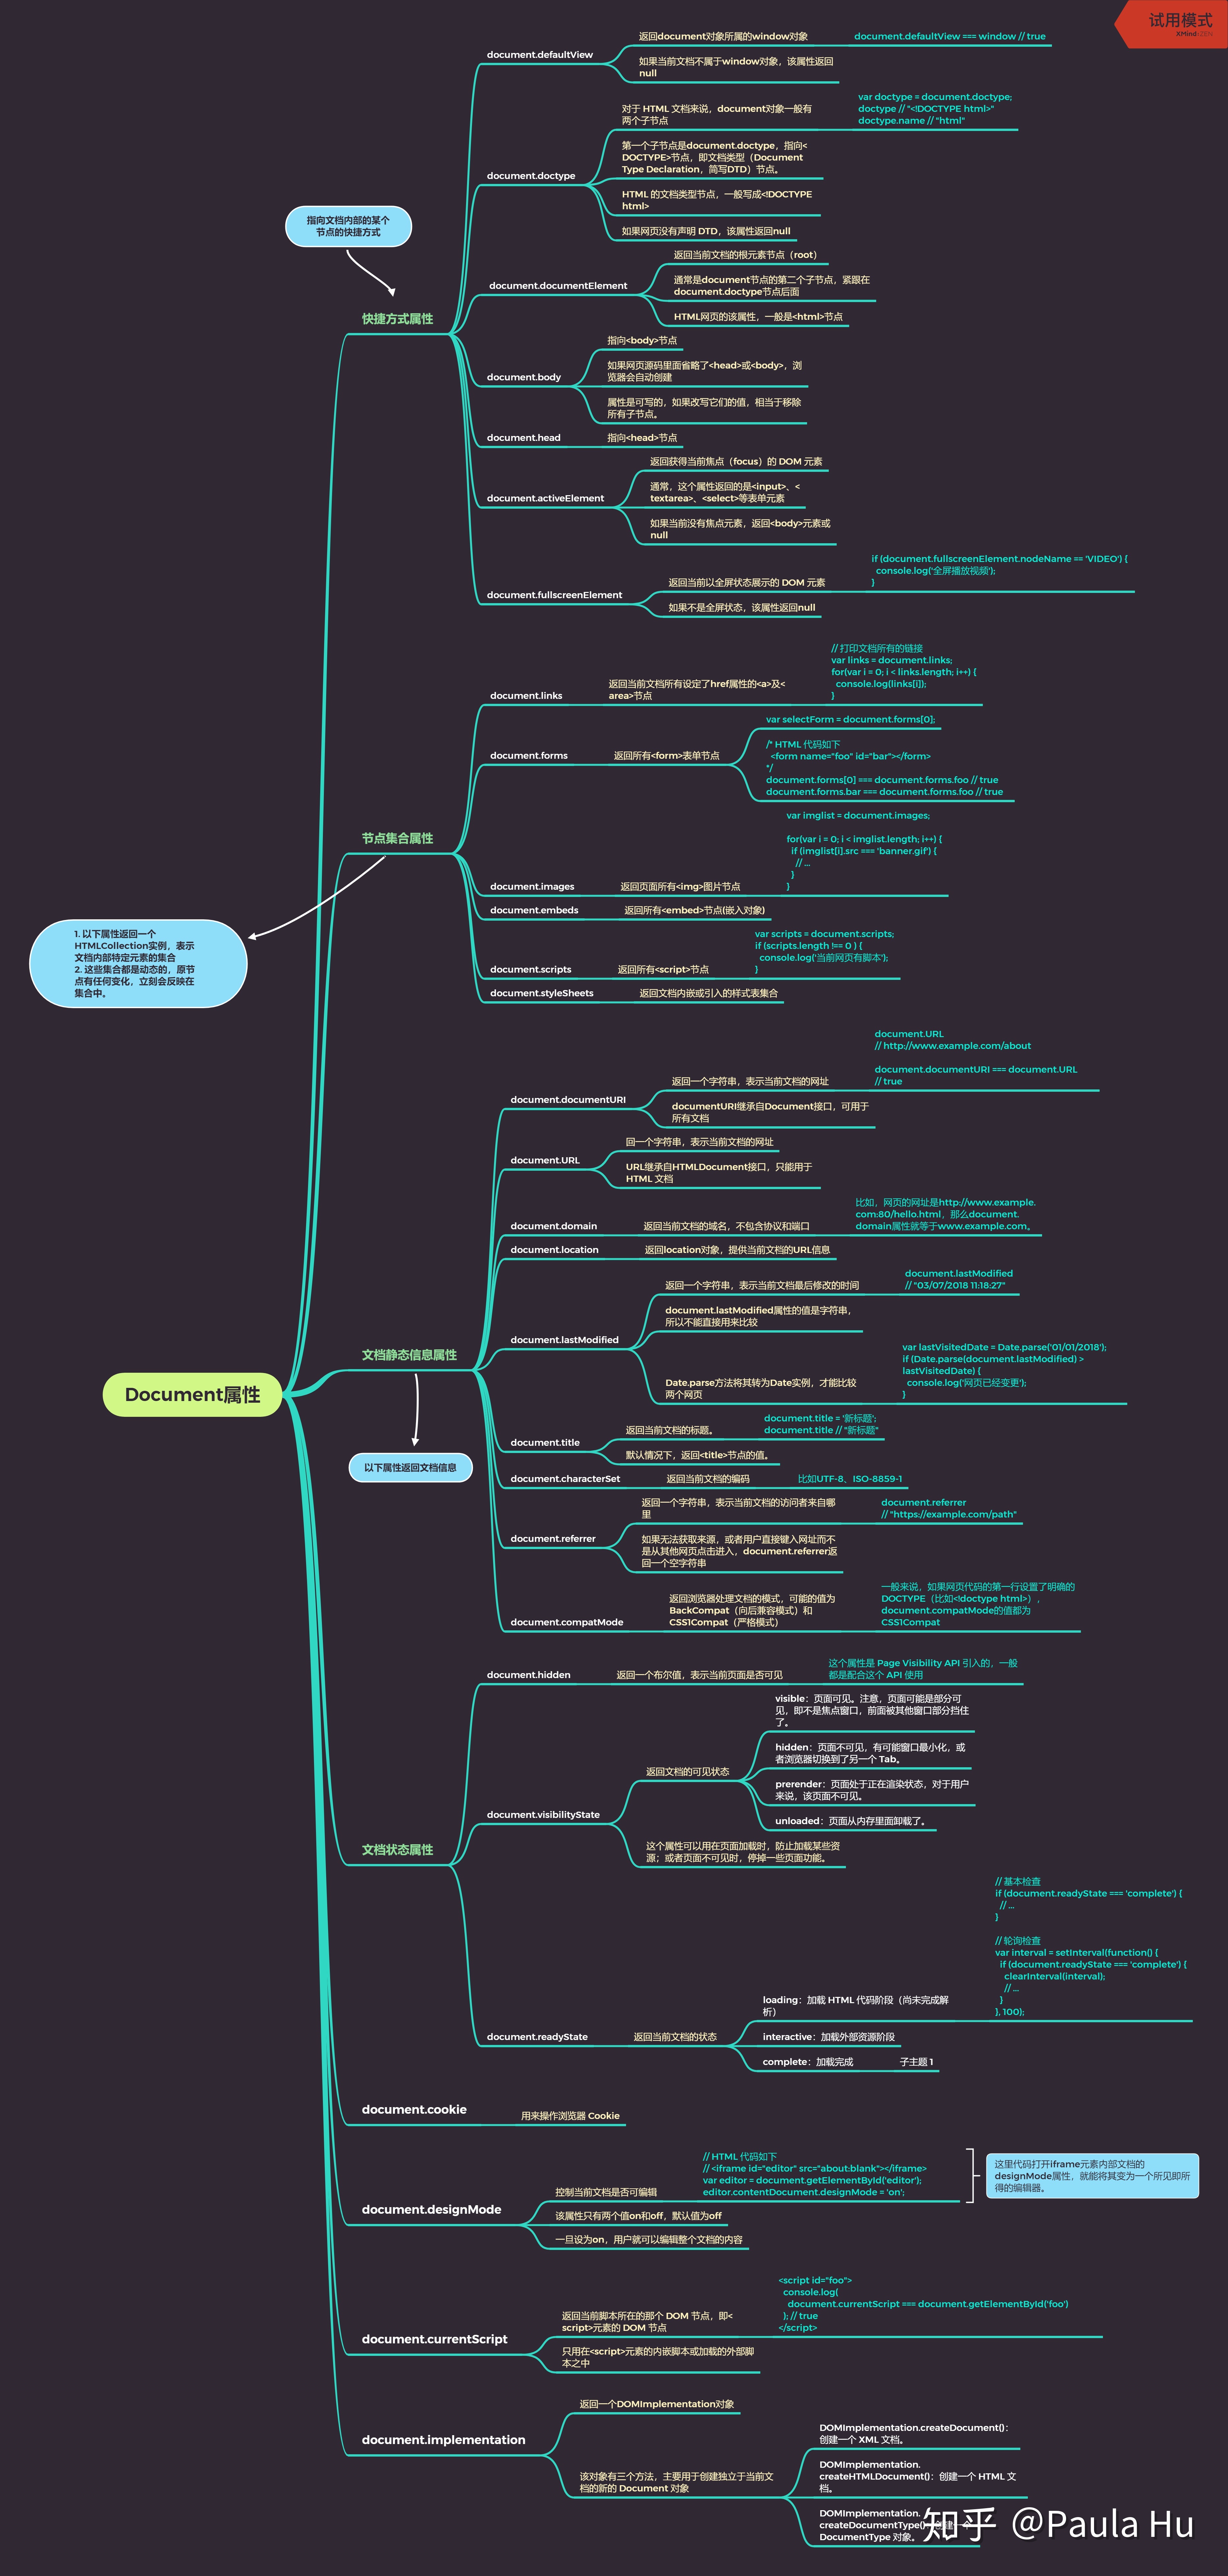 试用模式
XMind:ZEN
document.defaultView
返回document对象所属的window对象
document.defaultView === window // true
如果当前文档不属于window对象，该属性返回
null
document.doctype
对于 HTML 文档来说，document对象一般有
两个子节点
var doctype = document.doctype;
doctype // "<!DOCTYPE html>"
doctype.name // "html"
第一个子节点是document.doctype，指向<
DOCTYPE>节点，即文档类型（Document
Type Declaration，简写DTD）节点。
HTML 的文档类型节点，一般写成<!DOCTYPE
html>
如果网页没有声明 DTD，该属性返回null
指向文档内部的某个
节点的快捷方式
快捷方式属性
document.documentElement
返回当前文档的根元素节点（root）
通常是document节点的第二个子节点，紧跟在
document.doctype节点后面
HTML网页的该属性，一般是<html>节点
document.body
指向<body>节点
如果网页源码里面省略了<head>或<body>，浏
览器会自动创建
属性是可写的，如果改写它们的值，相当于移除
所有子节点。
document.head
指向<head>节点
document.activeElement
返回获得当前焦点（focus）的 DOM 元素
通常，这个属性返回的是<input>、<
textarea>、<select>等表单元素
如果当前没有焦点元素，返回<body>元素或
null
document.fullscreenElement
返回当前以全屏状态展示的 DOM 元素
if (document.fullscreenElement.nodeName == 'VIDEO') {
console.log('全屏播放视频');
}
如果不是全屏状态，该属性返回null
节点集合属性
1. 以下属性返回一个
HTMLCollection实例，表示
文档内部特定元素的集合
2. 这些集合都是动态的，原节
点有任何变化，立刻会反映在
集合中。
document.links
返回当前文档所有设定了href属性的<a>及<
area>节点
// 打印文档所有的链接
var links = document.links;
for(var i = 0; i < links.length; i++) {
console.log(links[i]);
}
document.forms
返回所有<form>表单节点
var selectForm = document.forms[0];
/* HTML 代码如下
<form name="foo" id="bar"></form>
*/
document.forms[0] === document.forms.foo // true
document.forms.bar === document.forms.foo // true
document.images
返回页面所有<img>图片节点
var imglist = document.images;
for(var i = 0; i < imglist.length; i++) {
if (imglist[i].src === 'banner.gif') {
// ...
}
}
document.embeds
返回所有<embed>节点(嵌入对象)
document.scripts
返回所有<script>节点
var scripts = document.scripts;
if (scripts.length !== 0 ) {
console.log('当前网页有脚本');
}
document.styleSheets
返回文档内嵌或引入的样式表集合
Document属性
文档静态信息属性
以下属性返回文档信息
document.documentURI
返回一个字符串，表示当前文档的网址
document.URL
// http://www.example.com/about
document.documentURI === document.URL
// true
documentURI继承自Document接口，可用于
所有文档
document.URL
回一个字符串，表示当前文档的网址
URL继承自HTMLDocument接口，只能用于
HTML 文档
document.domain
返回当前文档的域名，不包含协议和端口
比如，网页的网址是http://www.example.
com:80/hello.html，那么document.
domain属性就等于www.example.com。
document.location
返回location对象，提供当前文档的URL信息
document.lastModified
返回一个字符串，表示当前文档最后修改的时间
document.lastModified
// "03/07/2018 11:18:27"
document.lastModified属性的值是字符串，
所以不能直接用来比较
Date.parse方法将其转为Date实例，才能比较
两个网页
var lastVisitedDate = Date.parse('01/01/2018');
if (Date.parse(document.lastModified) >
lastVisitedDate) {
console.log('网页已经变更');
}
document.title
返回当前文档的标题。
document.title = '新标题';
document.title // "新标题"
默认情况下，返回<title>节点的值。
document.characterSet
返回当前文档的编码
比如UTF-8、ISO-8859-1
document.referrer
返回一个字符串，表示当前文档的访问者来自哪
里
document.referrer
// "https://example.com/path"
如果无法获取来源，或者用户直接键入网址而不
是从其他网页点击进入，document.referrer返
回一个空字符串
document.compatMode
返回浏览器处理文档的模式，可能的值为
BackCompat（向后兼容模式）和
CSS1Compat（严格模式）
一般来说，如果网页代码的第一行设置了明确的
DOCTYPE（比如<!doctype html>），
document.compatMode的值都为
CSS1Compat
文档状态属性
document.hidden
返回一个布尔值，表示当前页面是否可见
这个属性是 Page Visibility API 引入的，一般
都是配合这个 API 使用
document.visibilityState
返回文档的可见状态
visible：页面可见。注意，页面可能是部分可
见，即不是焦点窗口，前面被其他窗口部分挡住
了。
hidden：页面不可见，有可能窗口最小化，或
者浏览器切换到了另一个 Tab。
prerender：页面处于正在渲染状态，对于用户
来说，该页面不可见。
unloaded：页面从内存里面卸载了。
这个属性可以用在页面加载时，防止加载某些资
源；或者页面不可见时，停掉一些页面功能。
document.readyState
返回当前文档的状态
loading：加载 HTML 代码阶段（尚未完成解
析）
// 基本检查
if (document.readyState === 'complete') {
// ...
}
// 轮询检查
var interval = setInterval(function() {
if (document.readyState === 'complete') {
clearInterval(interval);
// ...
}
}, 100);
interactive：加载外部资源阶段
complete：加载完成
子主题 1
document.cookie
用来操作浏览器 Cookie
document.designMode
控制当前文档是否可编辑
// HTML 代码如下
// <iframe id="editor" src="about:blank"></iframe>
var editor = document.getElementById('editor');
editor.contentDocument.designMode = 'on';
这里代码打开iframe元素内部文档的
designMode属性，就能将其变为一个所见即所
得的编辑器。
该属性只有两个值on和off，默认值为off
一旦设为on，用户就可以编辑整个文档的内容
document.currentScript
返回当前脚本所在的那个 DOM 节点，即<
script>元素的 DOM 节点
<script id="foo">
console.log(
document.currentScript === document.getElementById('foo')
); // true
</script>
只用在<script>元素的内嵌脚本或加载的外部脚
本之中
document.implementation
返回一个DOMImplementation对象
该对象有三个方法，主要用于创建独立于当前文
档的新的 Document 对象
DOMImplementation.createDocument()：
创建一个 XML 文档。
DOMImplementation.
createHTMLDocument()：创建一个 HTML 文
档。
DOMImplementation.
createDocumentType()：创建一个
DocumentType 对象。
知乎 @Paula Hu